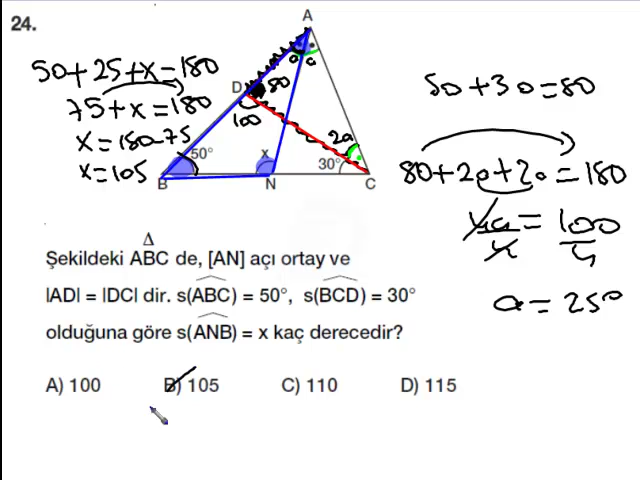 24.
A
50+25+x=180
50+30=80
a a
D
80
75+x=180
100
2a
x=180-75
50°
x
30°
80+2a+2a=180
x=105
B
N
C
4a/4 = 100/4
a=25°
Şekildeki ABC de, [AN] açı ortay ve
|AD| = |DC| dir. s(ABC) = 50°, s(BCD) = 30°
olduğuna göre s(ANB) = x kaç derecedir?
A) 100 B) 105 C) 110 D) 115